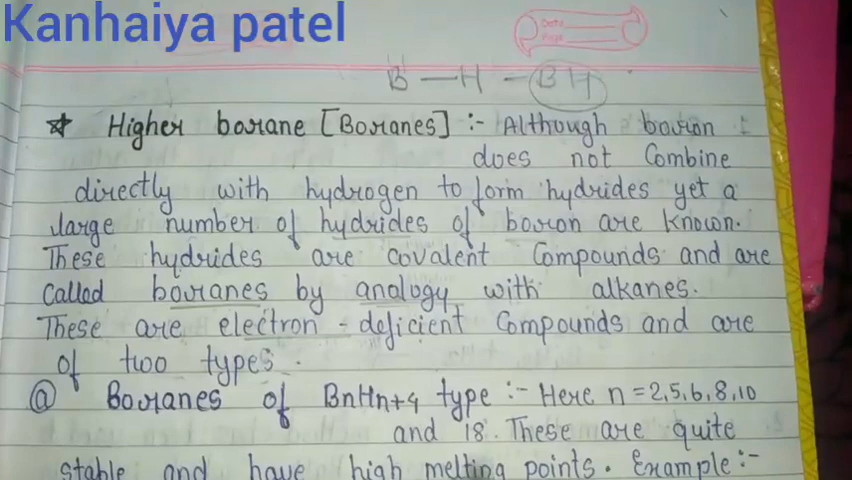 Kanhaiya patel
Date
Page
B — H - BH
☆ Higher borane [Boranes] :- Although boron
does not Combine
directly with hydrogen to form hydrides yet a
large number of hydrides of boron are Known.
These hydrides are covalent Compounds and are
Called boranes by anology with alkanes.
These are electron - deficient Compounds and are
of two types.
ⓐ Boranes of BnHn+4 type :- Here n = 2,5,6,8,10
and 18. These are quite
stable and have high melting points. Example :-